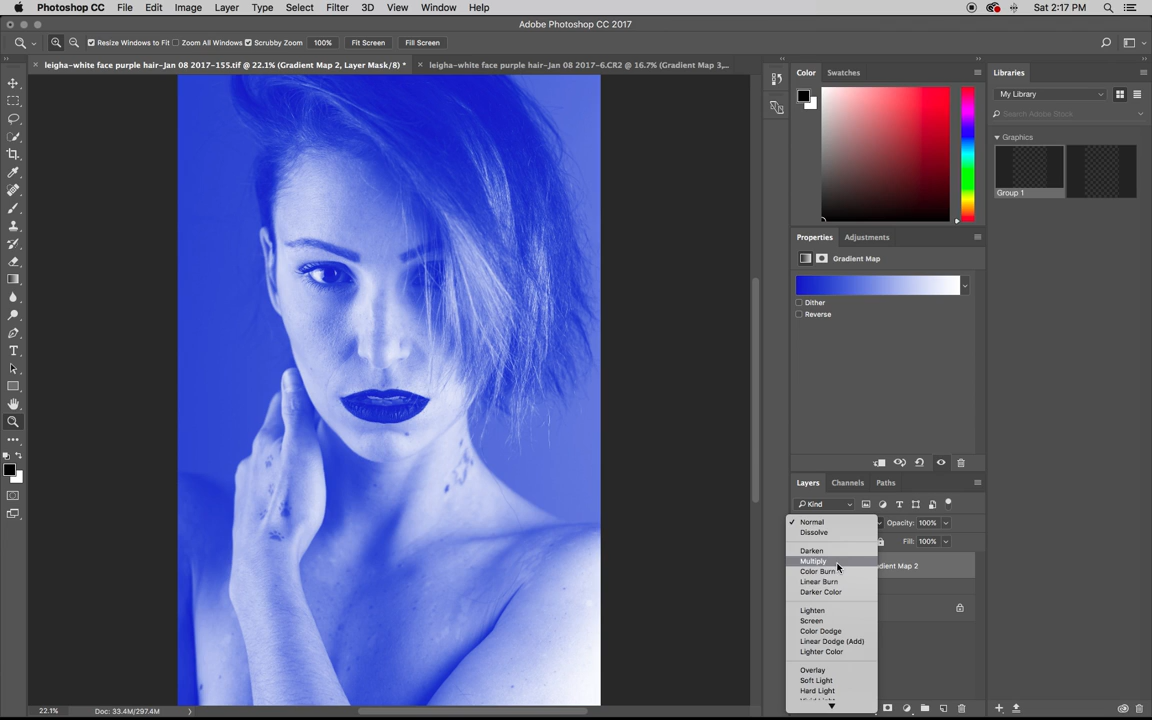 Photoshop CC File Edit Image Layer Type Select Filter 3D View Window Help Sat 2:17 PM
Adobe Photoshop CC 2017
Resize Windows to Fit Zoom All Windows Scrubby Zoom 100% Fit Screen Fill Screen
× leigha-white face purple hair-Jan 08 2017-155.tif @ 22.1% (Gradient Map 2, Layer Mask/8) * × leigha-white face purple hair-Jan 08 2017-6.CR2 @ 16.7% (Gradient Map 3,...
Color Swatches
Libraries
My Library
Search Adobe Stock
Graphics
Group 1
Properties Adjustments
Gradient Map
Dither
Reverse
Layers Channels Paths
Kind
Opacity: 100%
Fill: 100%
dient Map 2
Normal
Dissolve
Darken
Multiply
Color Burn
Linear Burn
Darker Color
Lighten
Screen
Color Dodge
Linear Dodge (Add)
Lighter Color
Overlay
Soft Light
Hard Light
22.1% Doc: 33.4M/297.4M